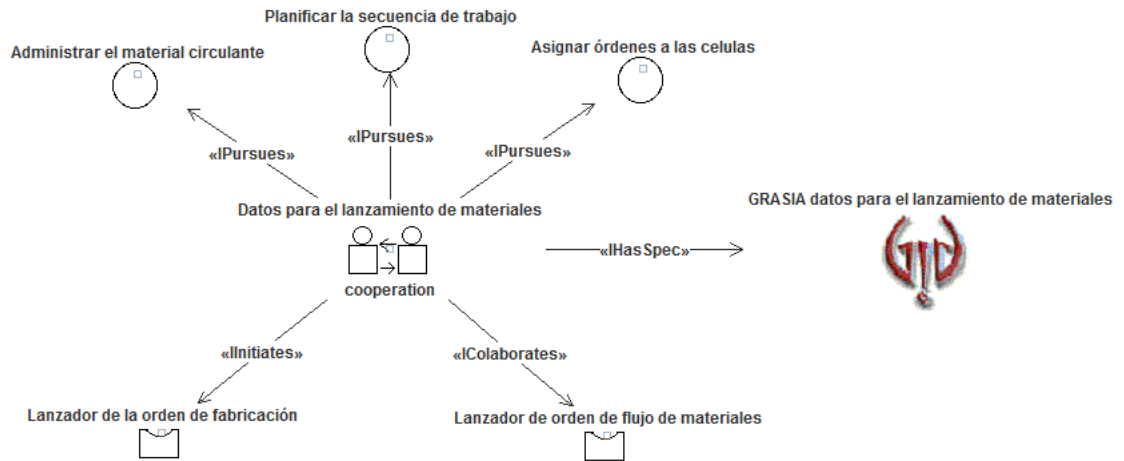 Planificar la secuencia de trabajo
Administrar el material circulante
Asignar órdenes a las celulas
«IPursues»
«IPursues»
«IPursues»
Datos para el lanzamiento de materiales
GRASIA datos para el lanzamiento de materiales
«IHasSpec»
cooperation
«IInitiates»
«IColaborates»
Lanzador de la orden de fabricación
Lanzador de orden de flujo de materiales